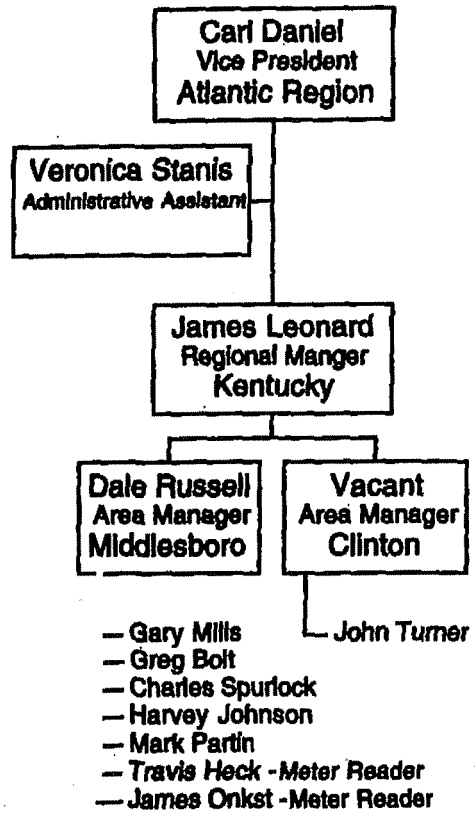 Carl Daniel
Vice President
Atlantic Region
Veronica Stanis
Administrative Assistant
James Leonard
Regional Manger
Kentucky
Dale Russell
Area Manager
Middlesboro
Vacant
Area Manager
Clinton
— Gary Mills
— Greg Bolt
— Charles Spurlock
— Harvey Johnson
— Mark Partin
— Travis Heck - Meter Reader
— James Onkst - Meter Reader
John Turner